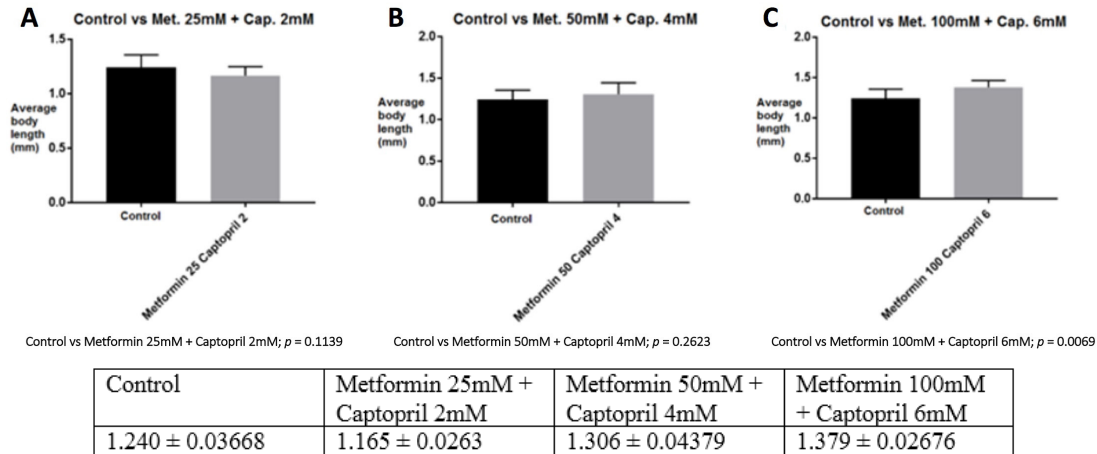 A
Control vs Met. 25mM + Cap. 2mM
1.5
1.0
0.5
0.0
Average
body
length
(mm)
Control
Metformin 25 Captopril 2
Control vs Metformin 25mM + Captopril 2mM; p = 0.1139
B
Control vs Met. 50mM + Cap. 4mM
2.0
1.5
1.0
0.5
0.0
Average
body
length
(mm)
Control
Metformin 50 Captopril 4
Control vs Metformin 50mM + Captopril 4mM; p = 0.2623
C
Control vs Met. 100mM + Cap. 6mM
2.0
1.5
1.0
0.5
0.0
Average
body
length
(mm)
Control
Metformin 100 Captopril 6
Control vs Metformin 100mM + Captopril 6mM; p = 0.0069
Control
Metformin 25mM +
Captopril 2mM
Metformin 50mM +
Captopril 4mM
Metformin 100mM
+ Captopril 6mM
1.240 ± 0.03668
1.165 ± 0.0263
1.306 ± 0.04379
1.379 ± 0.02676